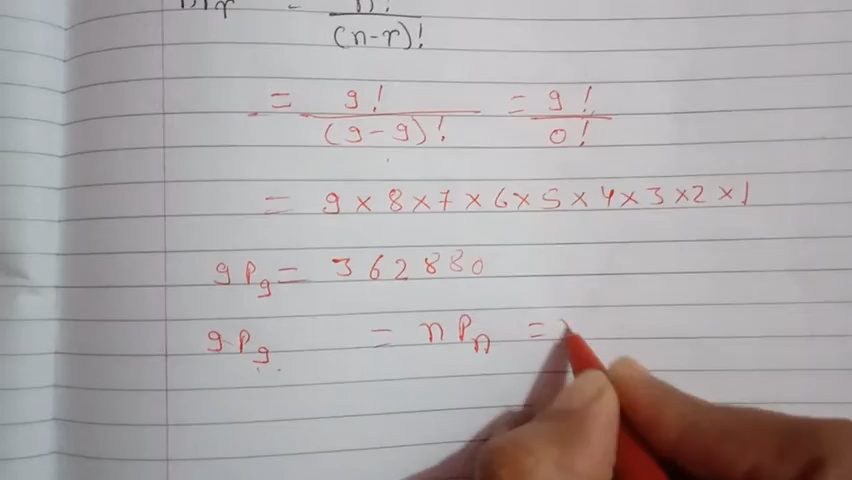 n!
(n-r)!
= 9! = 9!
(9-9)! 0!
= 9 × 8 × 7 × 6 × 5 × 4 × 3 × 2 × 1
9P9 = 362880
9P9 = nPn =